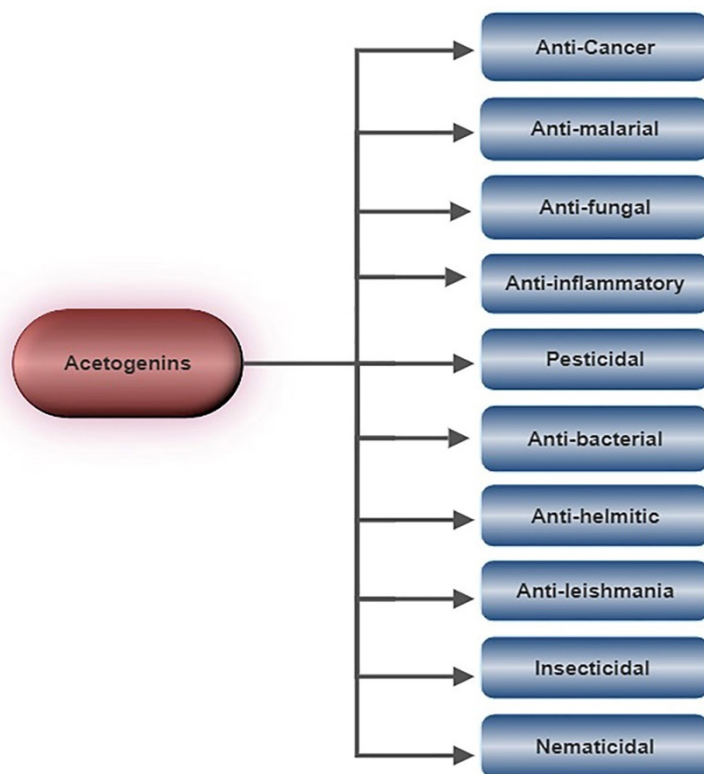 Anti-Cancer
Anti-malarial
Anti-fungal
Anti-inflammatory
Acetogenins
Pesticidal
Anti-bacterial
Anti-helmitic
Anti-leishmania
Insecticidal
Nematicidal